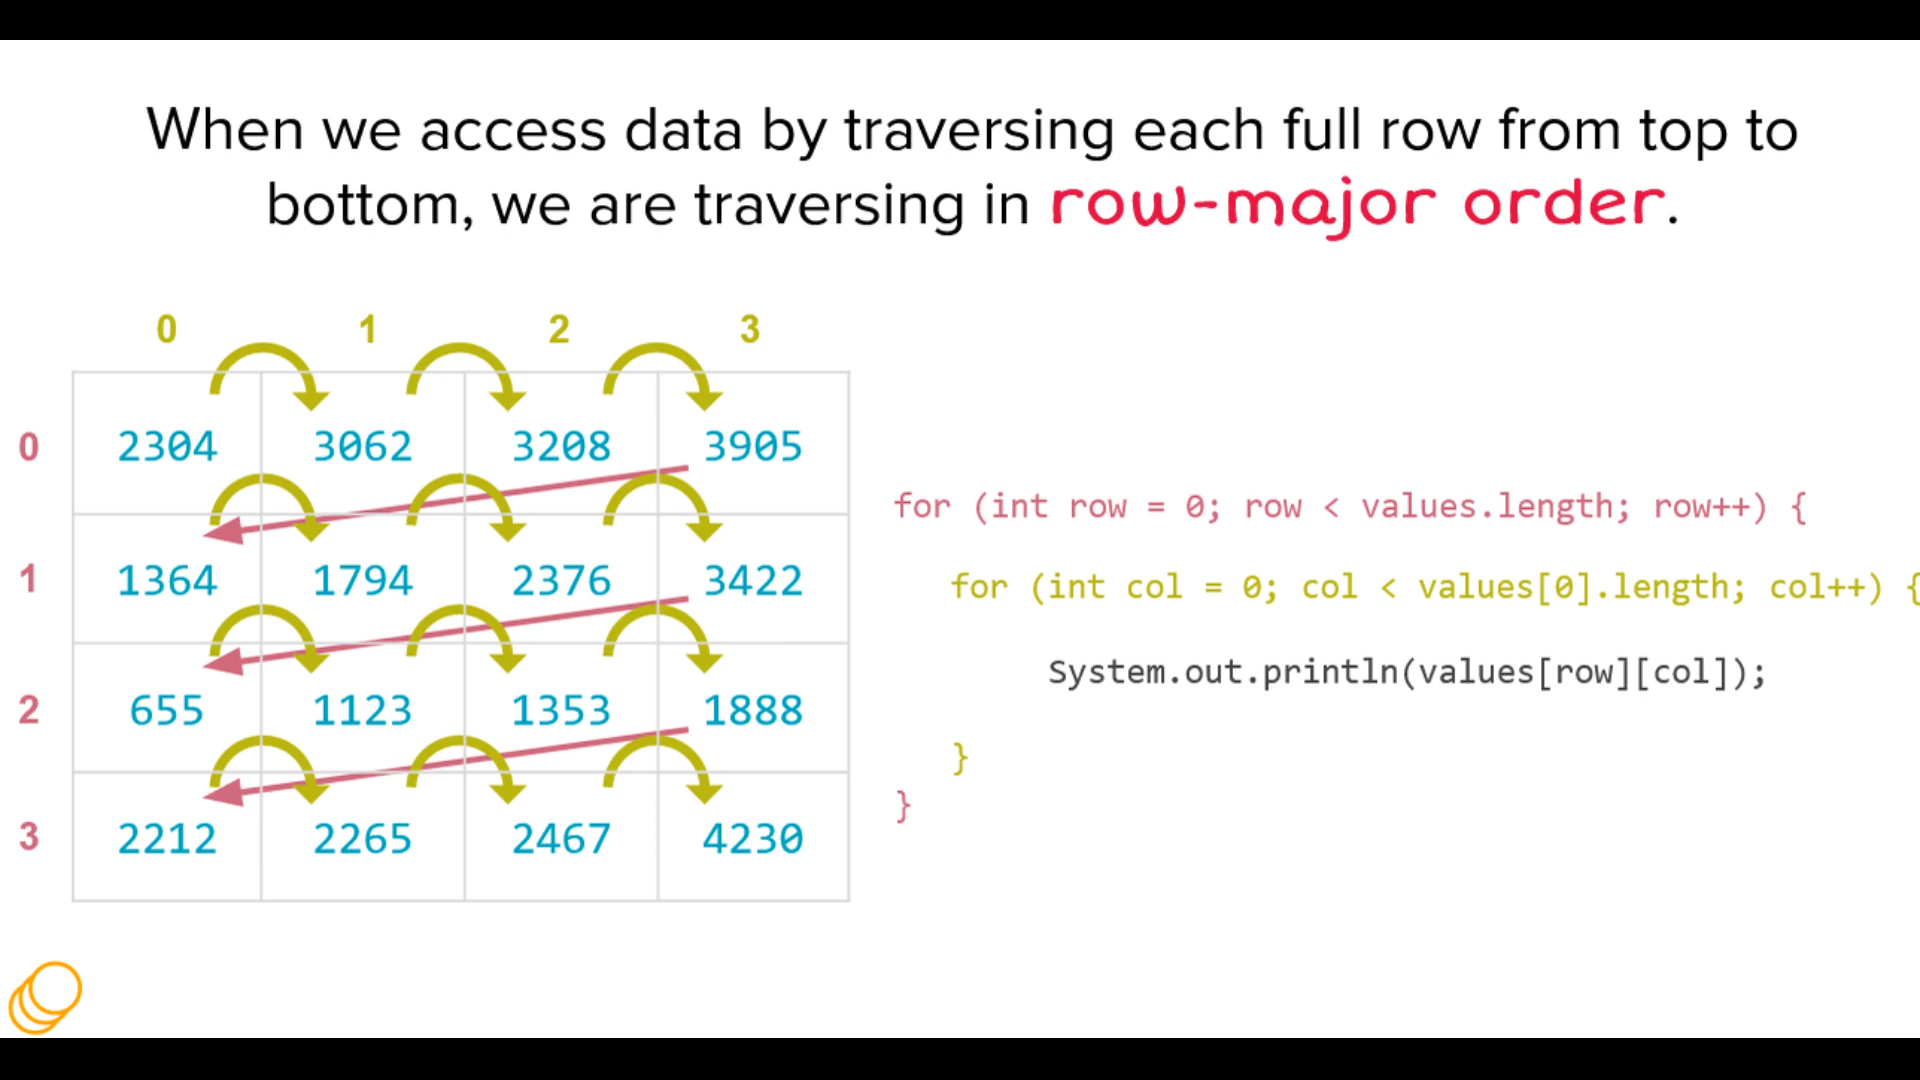 When we access data by traversing each full row from top to
bottom, we are traversing in row-major order.
0 1 2 3
0 2304 3062 3208 3905
1 1364 1794 2376 3422
2 655 1123 1353 1888
3 2212 2265 2467 4230
for (int row = 0; row < values.length; row++) {
for (int col = 0; col < values[0].length; col++) {
System.out.println(values[row][col]);
}
}